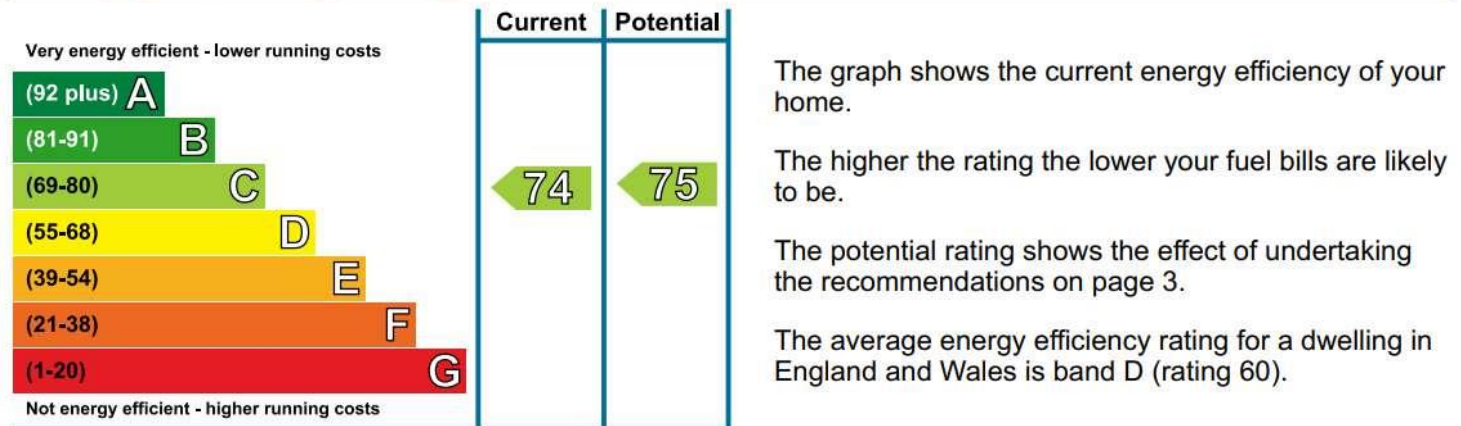 Current Potential
Very energy efficient - lower running costs
(92 plus) A
(81-91) B
(69-80) C
(55-68) D
(39-54) E
(21-38) F
(1-20) G
Not energy efficient - higher running costs
74
75
The graph shows the current energy efficiency of your
home.
The higher the rating the lower your fuel bills are likely
to be.
The potential rating shows the effect of undertaking
the recommendations on page 3.
The average energy efficiency rating for a dwelling in
England and Wales is band D (rating 60).